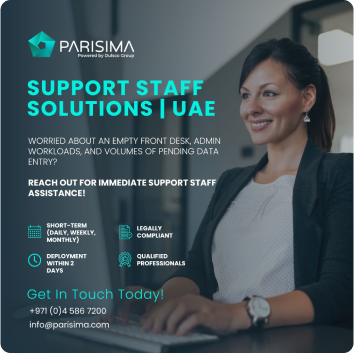 PARISIMA
Powered by Dulsco Group
SUPPORT STAFF
SOLUTIONS | UAE
WORRIED ABOUT AN EMPTY FRONT DESK, ADMIN
WORKLOADS, AND VOLUMES OF PENDING DATA
ENTRY?
REACH OUT FOR IMMEDIATE SUPPORT STAFF
ASSISTANCE!
SHORT-TERM
(DAILY, WEEKLY,
MONTHLY)
LEGALLY
COMPLIANT
DEPLOYMENT
WITHIN 2
DAYS
QUALIFIED
PROFESSIONALS
Get In Touch Today!
+971 (0)4 586 7200
info@parisima.com